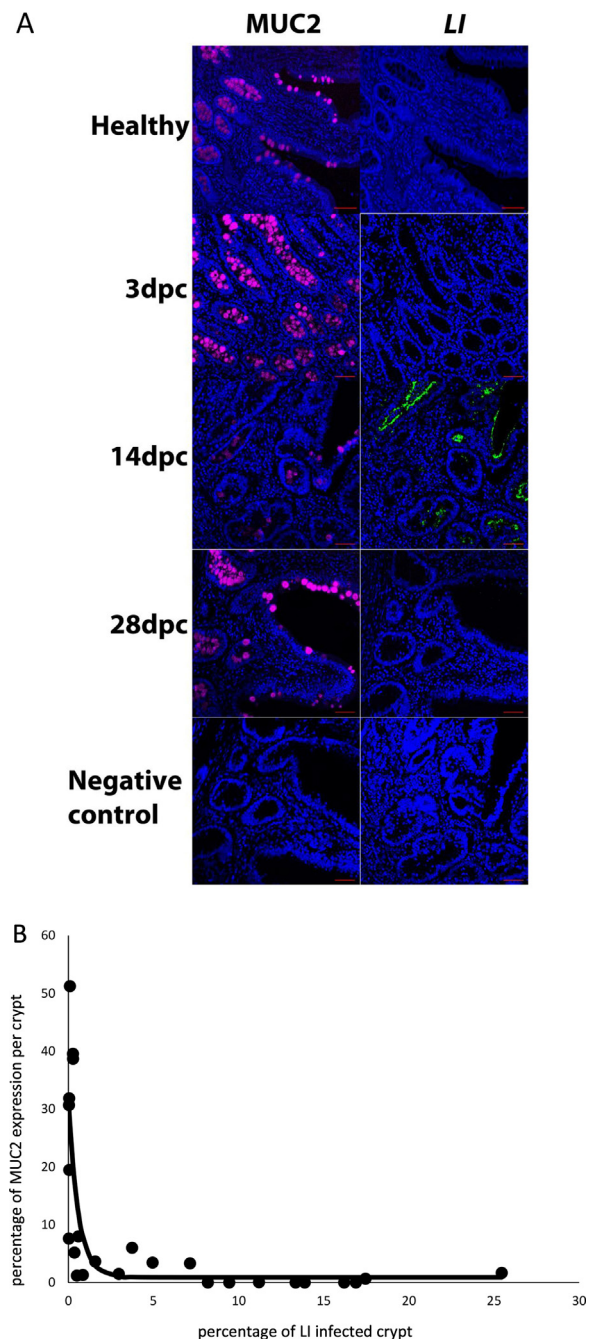 A
MUC2
LI
Healthy
3dpc
14dpc
28dpc
Negative
control
B
percentage of MUC2 expression per crypt
60
50
40
30
20
10
0
0
5
10
15
20
25
30
percentage of LI infected crypt